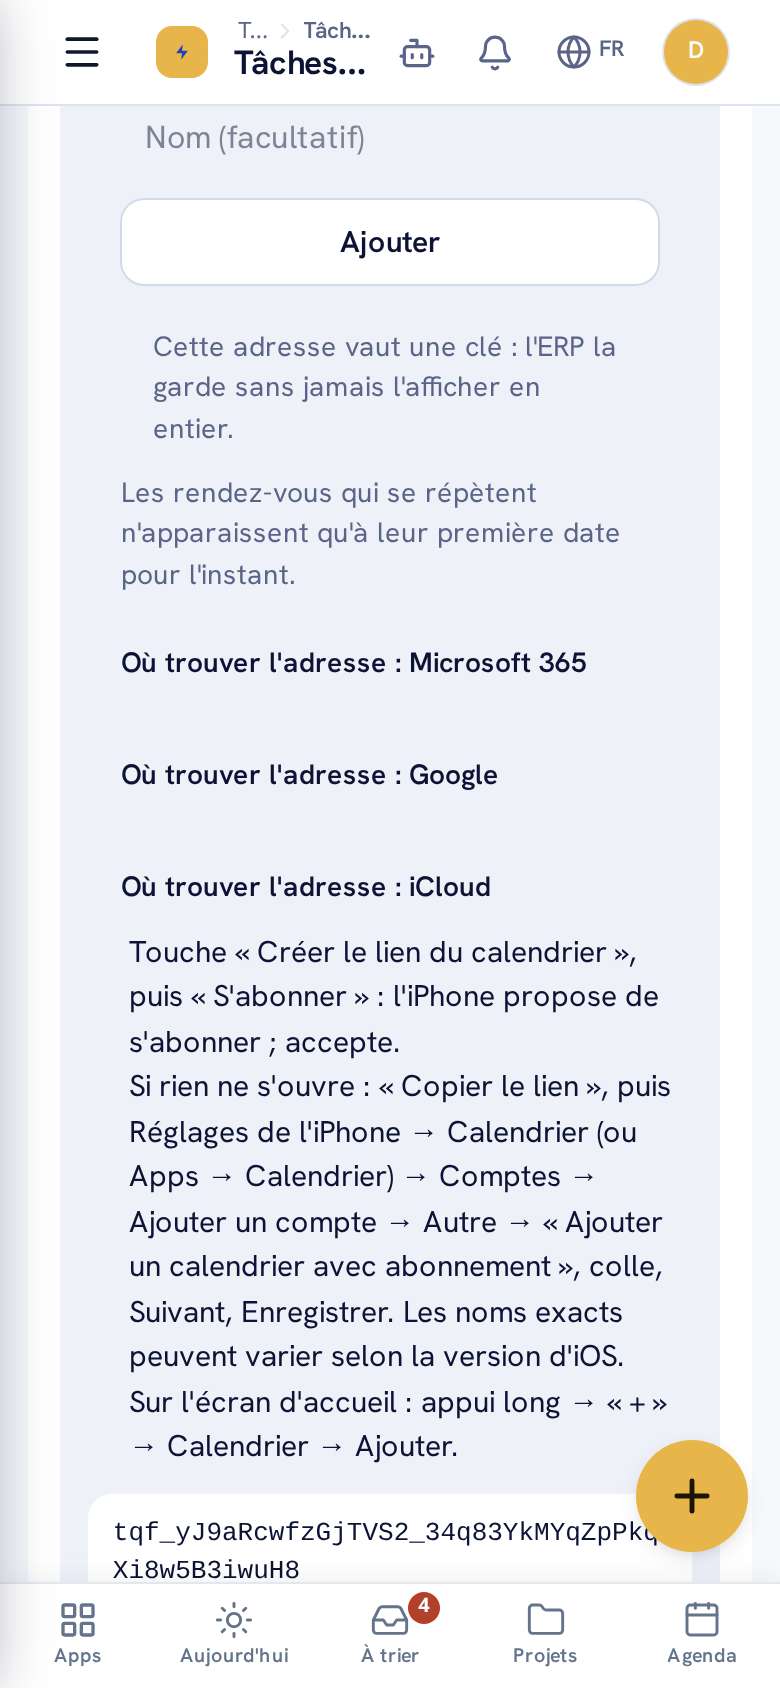 T... > Tâch...
Tâches...
FR
D
Nom (facultatif)
Ajouter
Cette adresse vaut une clé : l'ERP la
garde sans jamais l'afficher en
entier.
Les rendez-vous qui se répètent
n'apparaissent qu'à leur première date
pour l'instant.
Où trouver l'adresse : Microsoft 365
Où trouver l'adresse : Google
Où trouver l'adresse : iCloud
Touche « Créer le lien du calendrier »,
puis « S'abonner » : l'iPhone propose de
s'abonner ; accepte.
Si rien ne s'ouvre : « Copier le lien », puis
Réglages de l'iPhone → Calendrier (ou
Apps → Calendrier) → Comptes →
Ajouter un compte → Autre → « Ajouter
un calendrier avec abonnement », colle,
Suivant, Enregistrer. Les noms exacts
peuvent varier selon la version d'iOS.
Sur l'écran d'accueil : appui long → « + »
→ Calendrier → Ajouter.
tqf_yJ9aRcwfzGjTVS2_34q83YkMYqZpPkq
Xi8w5B3iwuH8
4
Apps
Aujourd'hui
À trier
Projets
Agenda